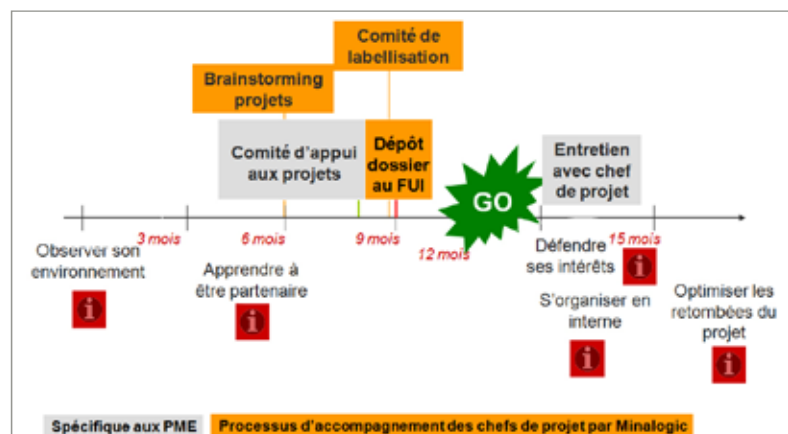 Comité de
labellisation
Brainstorming
projets
Comité d'appui
aux projets
Dépôt
dossier
au FUI
GO
Entretien
avec chef
de projet
3 mois
6 mois
9 mois
12 mois
15 mois
Observer son
environnement
i
Apprendre à
être partenaire
i
Défendre
ses intérêts
i
S'organiser en
interne
i
Optimiser les
retombées du
projet
i
Spécifique aux PME
Processus d'accompagnement des chefs de projet par Minalogic